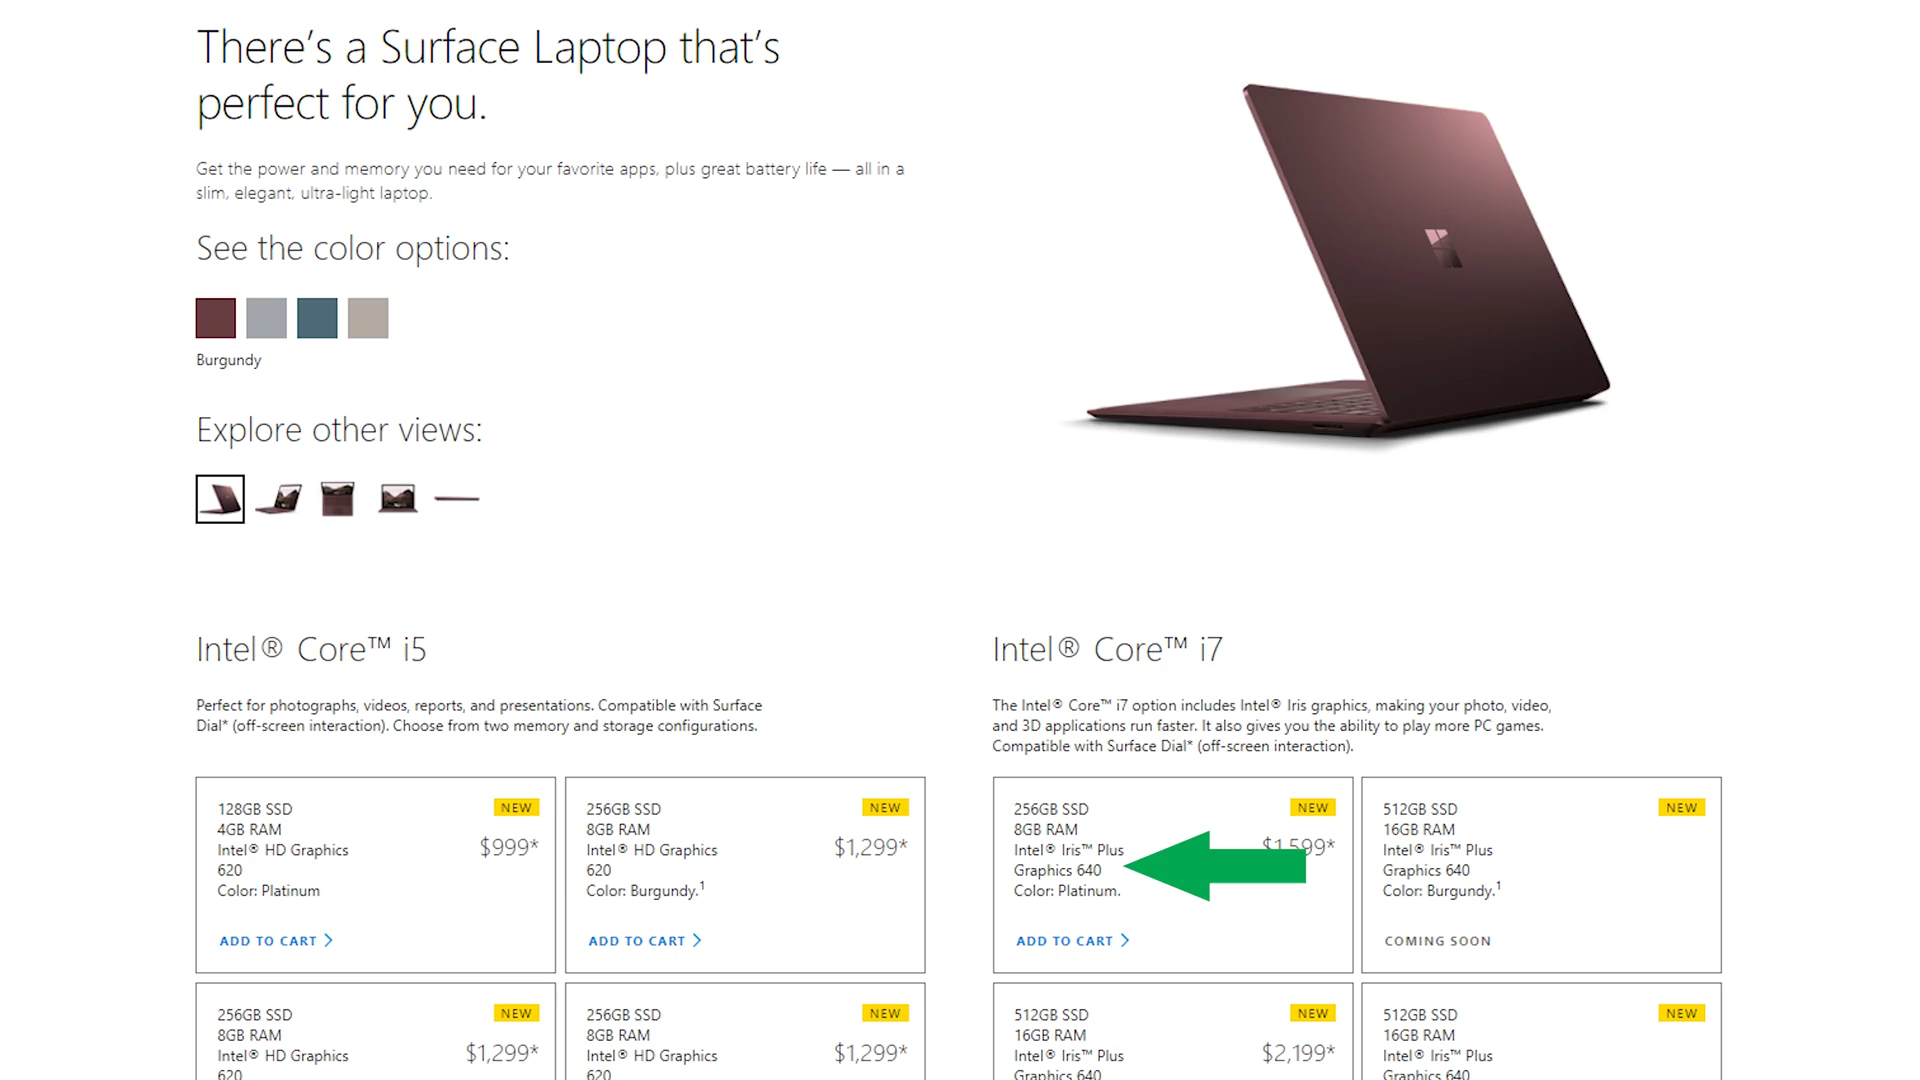 There's a Surface Laptop that's
perfect for you.
Get the power and memory you need for your favorite apps, plus great battery life — all in a
slim, elegant, ultra-light laptop.
See the color options:
Burgundy
Explore other views:
Intel® Core™ i5
Perfect for photographs, videos, reports, and presentations. Compatible with Surface
Dial* (off-screen interaction). Choose from two memory and storage configurations.
128GB SSD
NEW
4GB RAM
Intel® HD Graphics
$999*
620
Color: Platinum
ADD TO CART
256GB SSD
NEW
8GB RAM
Intel® HD Graphics
$1,299*
620
Color: Burgundy.1
ADD TO CART
256GB SSD
NEW
8GB RAM
Intel® HD Graphics
$1,299*
620
256GB SSD
NEW
8GB RAM
Intel® HD Graphics
$1,299*
620
Intel® Core™ i7
The Intel® Core™ i7 option includes Intel® Iris graphics, making your photo, video,
and 3D applications run faster. It also gives you the ability to play more PC games.
Compatible with Surface Dial* (off-screen interaction).
256GB SSD
NEW
8GB RAM
Intel® Iris™ Plus
$1,599*
Graphics 640
Color: Platinum.
ADD TO CART
512GB SSD
NEW
16GB RAM
Intel® Iris™ Plus
Graphics 640
Color: Burgundy.1
COMING SOON
512GB SSD
NEW
16GB RAM
Intel® Iris™ Plus
$2,199*
Graphics 640
512GB SSD
NEW
16GB RAM
Intel® Iris™ Plus
Graphics 640